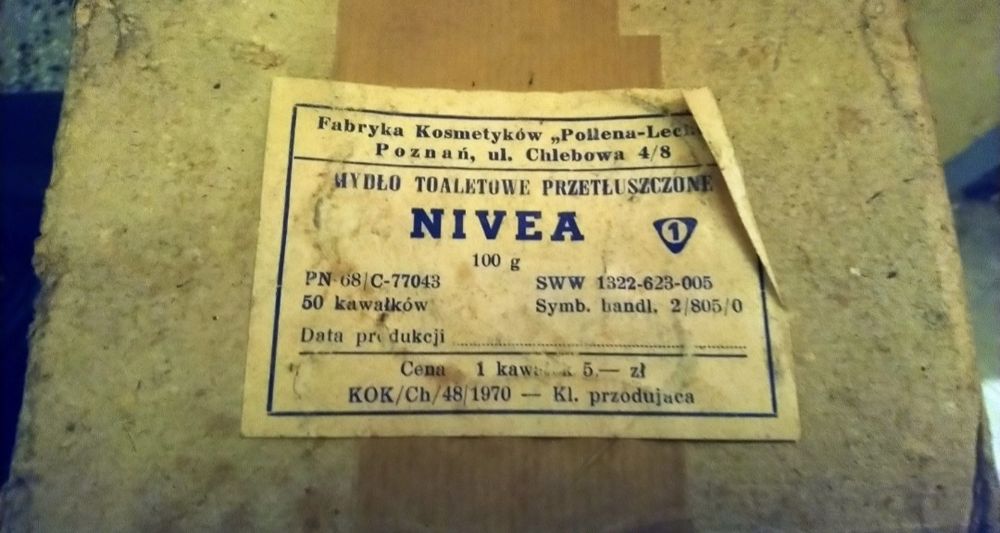 Fabryka Kosmetyków „Pollena-Lech
Poznań, ul. Chlebowa 4/8
MYDŁO TOALETOWE PRZETŁUSZCZONE
NIVEA
1
100 g
PN-68/C-77043 SWW 1322-623-005
50 kawałków Symb. handl. 2/805/0
Data produkcji
Cena 1 kawałek 5.— zł
KOK/Ch/48/1970 — Kl. przodująca